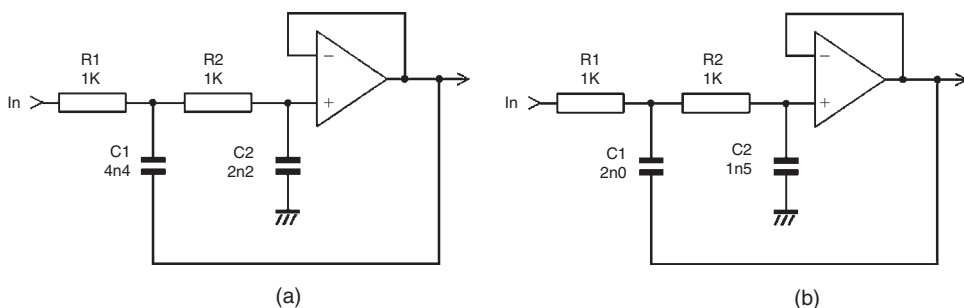 R1
1K
R2
1K
In
C1
4n4
C2
2n2
−
+
(a)
R1
1K
R2
1K
In
C1
2n0
C2
1n5
−
+
(b)